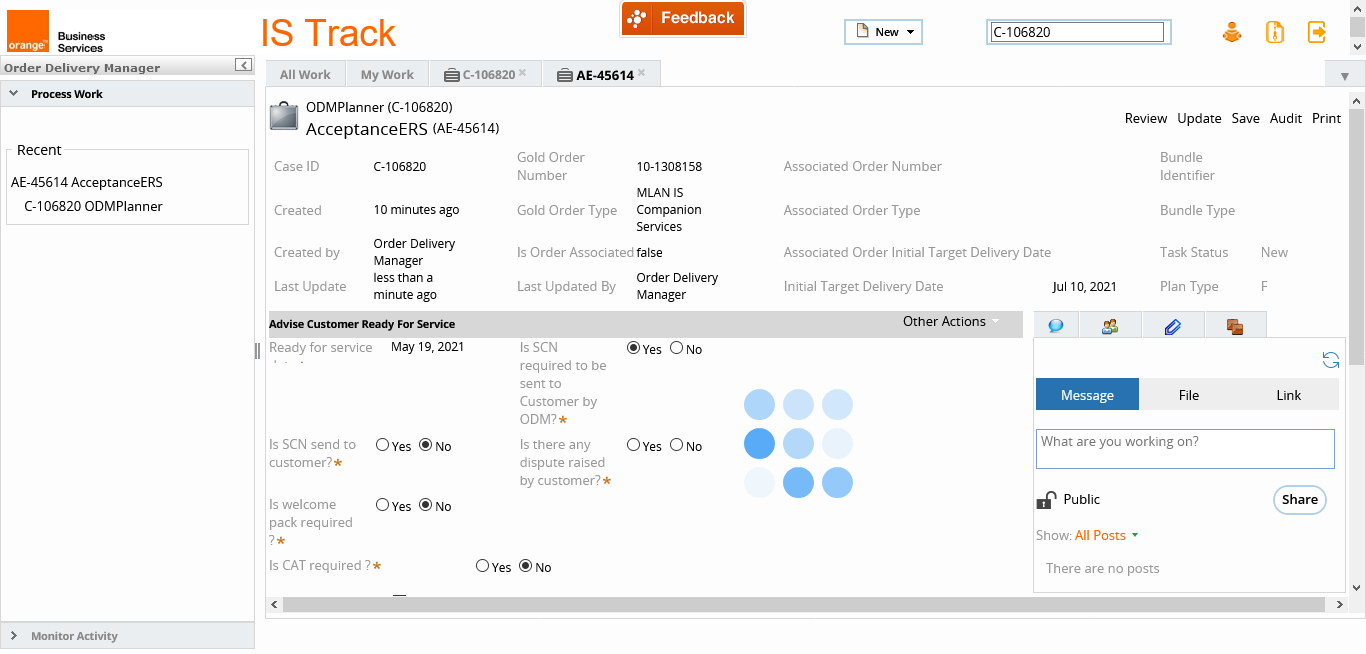 orange™
Business
Services
IS Track
Feedback
New
C-106820
Order Delivery Manager
Process Work
Recent
AE-45614 AcceptanceERS
C-106820 ODMPlanner
Monitor Activity
All Work
My Work
C-106820
AE-45614
ODMPlanner (C-106820)
AcceptanceERS (AE-45614)
Review Update Save Audit Print
Case ID
C-106820
Gold Order
Number
10-1308158
Associated Order Number
Bundle
Identifier
Created
10 minutes ago
Gold Order Type
MLAN IS
Companion
Services
Associated Order Type
Bundle Type
Created by
Order Delivery
Manager
Is Order Associated
false
Associated Order Initial Target Delivery Date
Task Status
New
Last Update
less than a
minute ago
Last Updated By
Order Delivery
Manager
Initial Target Delivery Date
Jul 10, 2021
Plan Type
F
Advise Customer Ready For Service
Other Actions
Ready for service
May 19, 2021
Is SCN
required to be
sent to
Customer by
ODM?*
Yes No
Is SCN send to
customer?*
Yes No
Is there any
dispute raised
by customer?*
Yes No
Is welcome
pack required
?*
Yes No
Is CAT required ?*
Yes No
Message
File
Link
What are you working on?
Public
Share
Show: All Posts
There are no posts